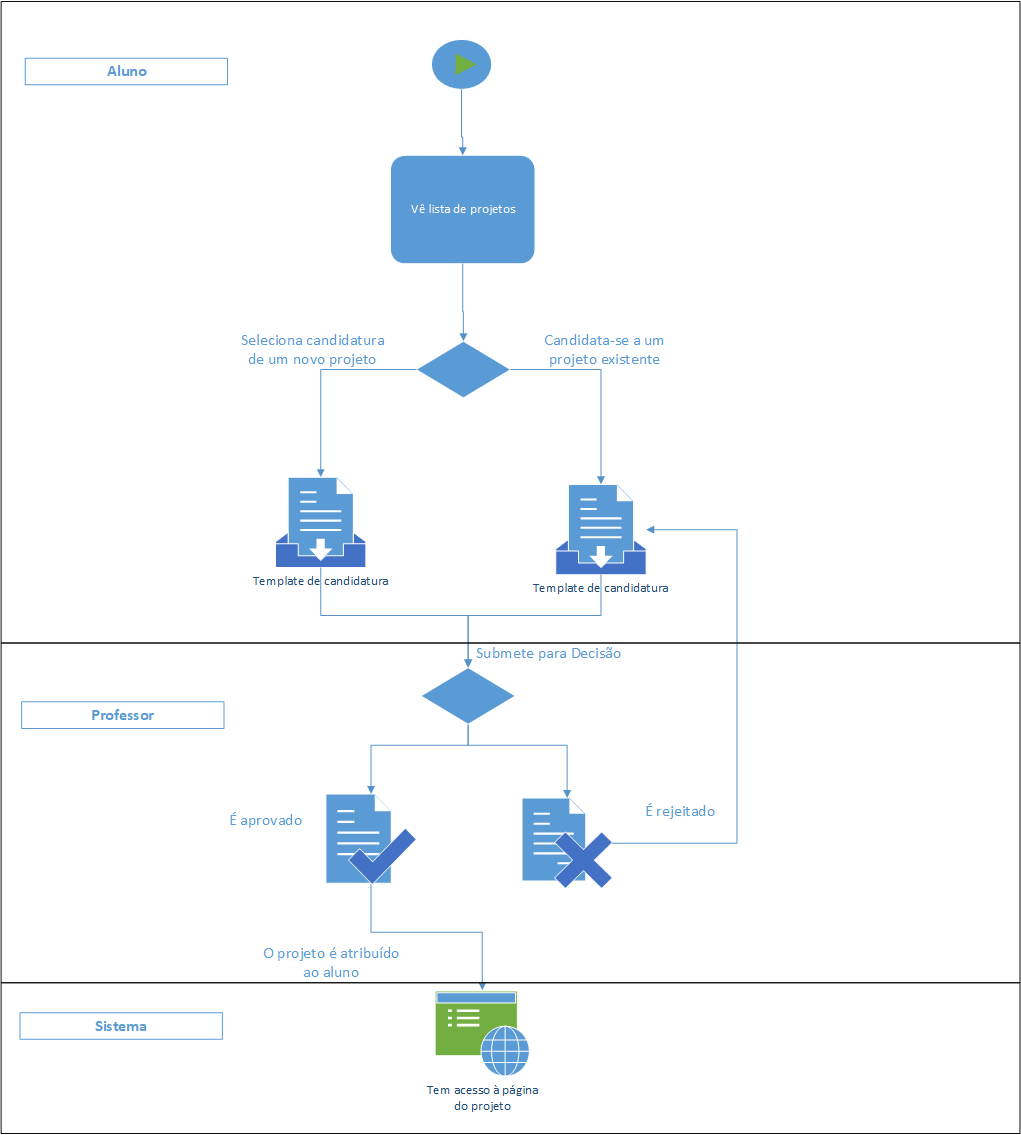 Aluno
Vê lista de projetos
Seleciona candidatura
de um novo projeto
Candidata-se a um
projeto existente
Template de candidatura
Template de candidatura
Submete para Decisão
Professor
É aprovado
É rejeitado
O projeto é atribuído
ao aluno
Sistema
Tem acesso à página
do projeto